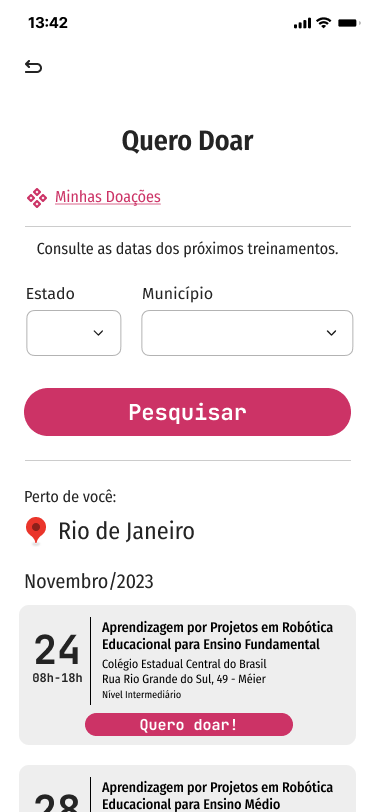 13:42
Quero Doar
Minhas Doações
Consulte as datas dos próximos treinamentos.
Estado Município
Pesquisar
Perto de você:
Rio de Janeiro
Novembro/2023
24
08h-18h
Aprendizagem por Projetos em Robótica
Educacional para Ensino Fundamental
Colégio Estadual Central do Brasil
Rua Rio Grande do Sul, 49 - Méier
Nível Intermediário
Quero doar!
28
Aprendizagem por Projetos em Robótica
Educacional para Ensino Médio